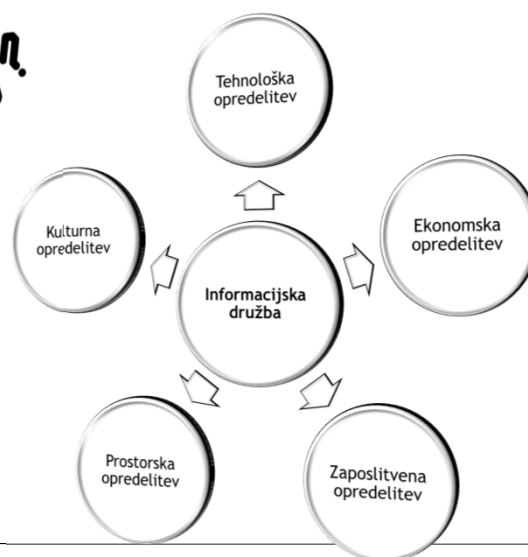 Tehnološka
opredelitev
Ekonomska
opredelitev
Kulturna
opredelitev
Informacijska
družba
Prostorska
opredelitev
Zaposlitvena
opredelitev